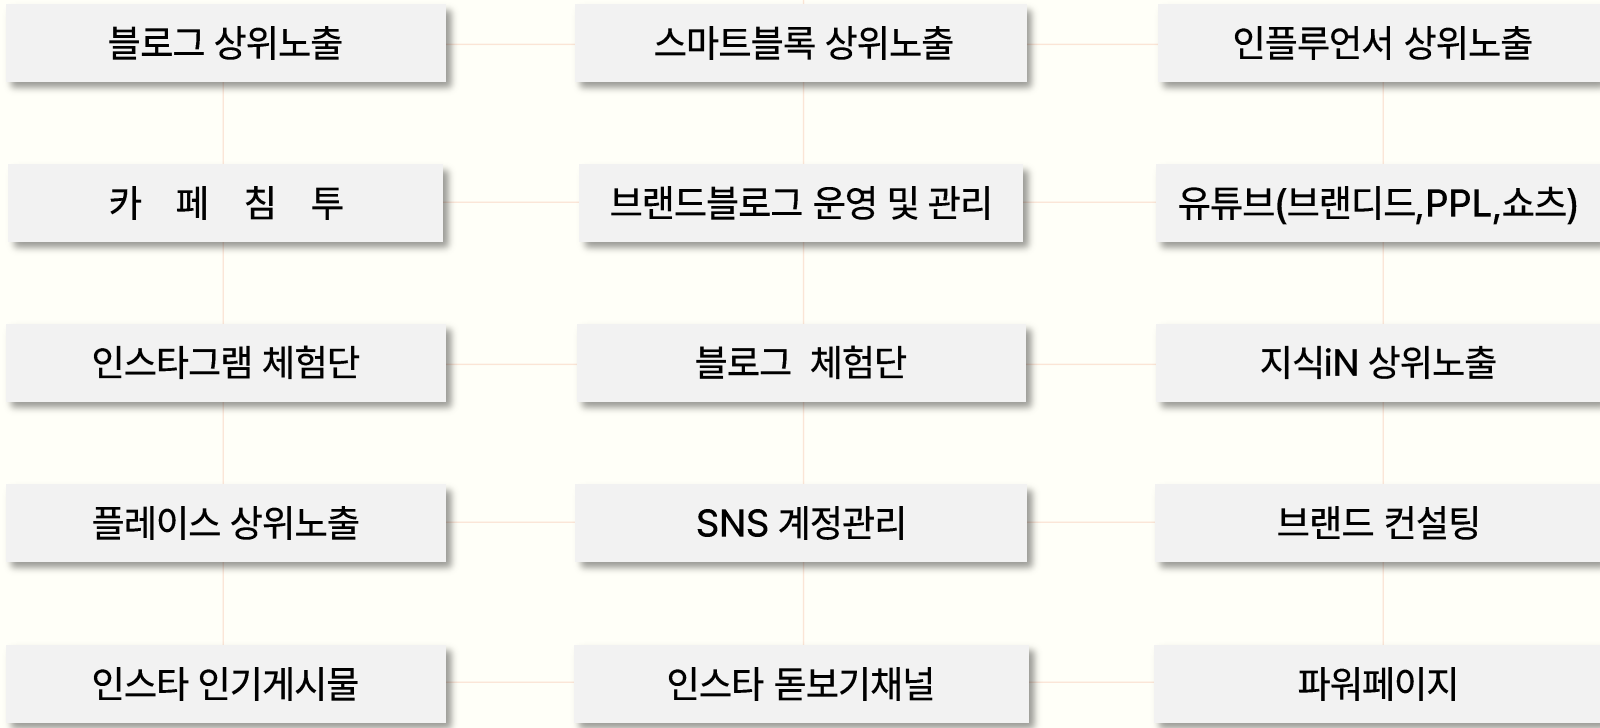 블로그 상위노출
스마트블록 상위노출
인플루언서 상위노출
카 페 침 투
브랜드블로그 운영 및 관리
유튜브(브랜디드,PPL,쇼츠)
인스타그램 체험단
블로그 체험단
지식iN 상위노출
플레이스 상위노출
SNS 계정관리
브랜드 컨설팅
인스타 인기게시물
인스타 돋보기채널
파워페이지